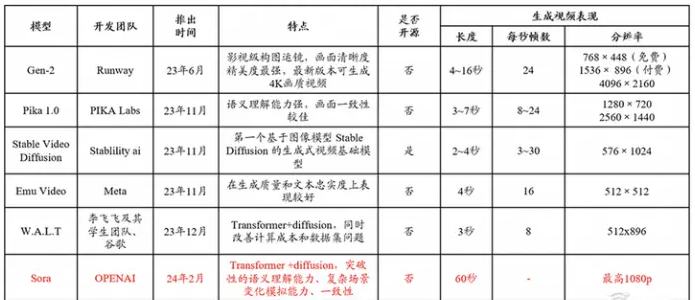 模型 开发团队 推出时间 特点 是否开源 生成视频表现
长度 每秒帧数 分辨率
Gen-2 Runway 23年6月 影视级构图运镜，画面清晰度精美度最强，最新版本可生成4K画质视频 否 4~16秒 24 768×448（免费） 1536×896（付费） 4096×2160
Pika 1.0 PIKA Labs 23年11月 语义理解能力强，画面一致性较佳 否 3~7秒 8~24 1280×720 2560×1440
Stable Video Diffusion Stablility ai 23年11月 第一个基于图像模型 Stable Diffusion 的生成式视频基础模型 是 2~4秒 3~30 576×1024
Emu Video Meta 23年11月 在生成质量和文本忠实度上表现较好 否 4秒 16 512×512
W.A.L.T 李飞飞及其学生团队、谷歌 23年12月 Transformer+diffusion，同时改善计算成本和数据集问题 否 3秒 8 512x896
Sora OPENAI 24年2月 Transformer +diffusion，突破性的语义理解能力、复杂场景变化模拟能力、一致性 否 60秒 - 最高1080p